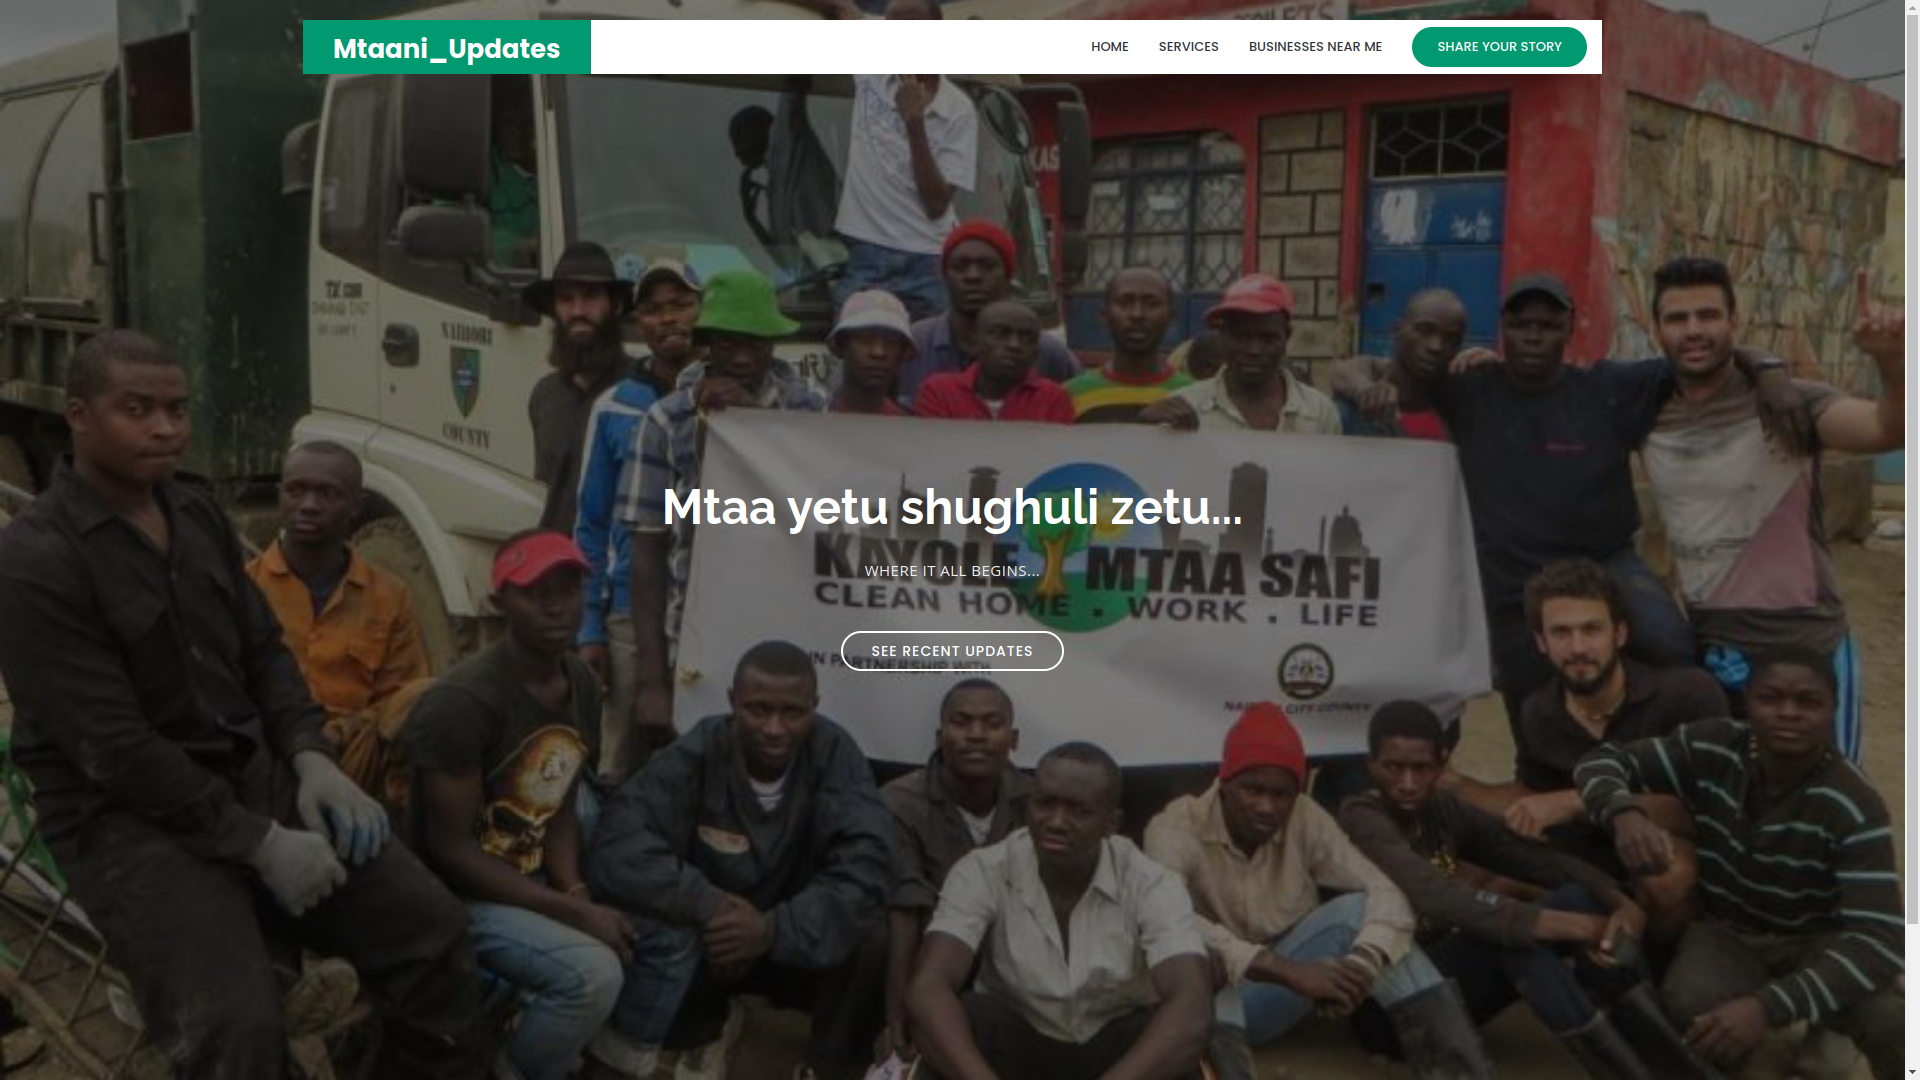 Mtaani_Updates
HOME
SERVICES
BUSINESSES NEAR ME
SHARE YOUR STORY
NAIROBI
COUNTY
Mtaa yetu shughuli zetu...
KAYOLE MTAA SAFI
WHERE IT ALL BEGINS...
CLEAN HOME . WORK . LIFE
SEE RECENT UPDATES
IN PARTNERSHIP WITH
NAIROBI CITY COUNTY